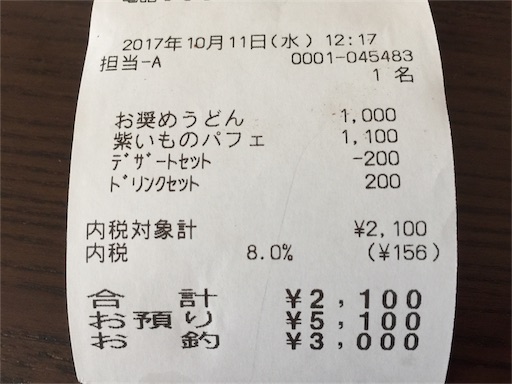 2017年10月11日(水) 12:17
担当-A 0001-045483
1 名
お奨めうどん 1,000
紫いものパフェ 1,100
ﾃﾞｻﾞｰﾄｾｯﾄ -200
ﾄﾞﾘﾝｸｾｯﾄ 200
内税対象計 ¥2,100
内税 8.0% (¥156)
合 計 ¥2,100
お預り ¥5,100
お 釣 ¥3,000